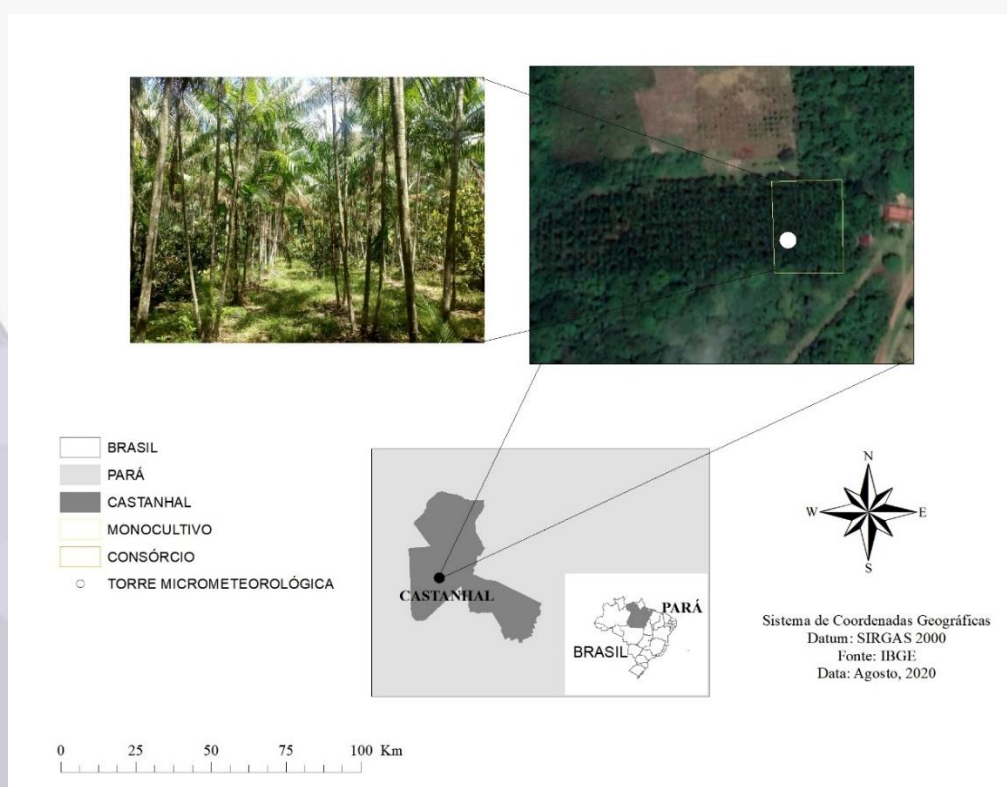 BRASIL
PARÁ
CASTANHAL
MONOCULTIVO
CONSÓRCIO
TORRE MICROMETEOROLÓGICA
CASTANHAL
PARÁ
BRASIL
N
W
E
S
Sistema de Coordenadas Geográficas
Datum: SIRGAS 2000
Fonte: IBGE
Data: Agosto, 2020
0 25 50 75 100 Km